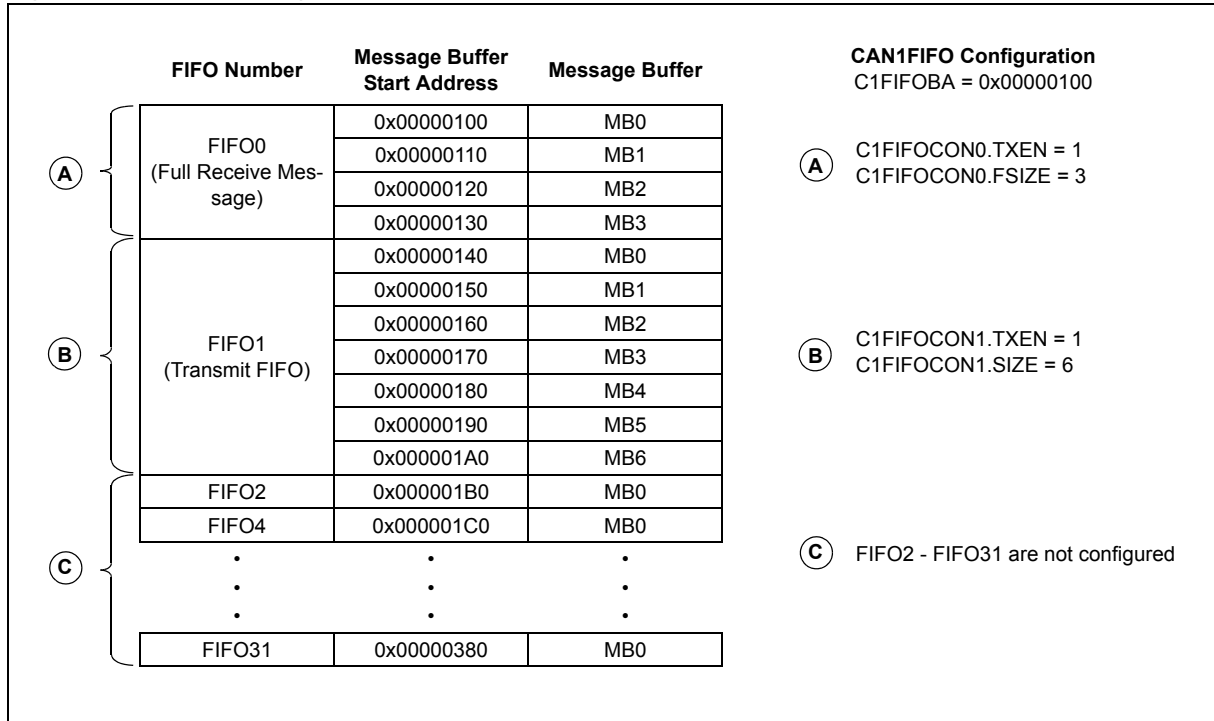 FIFO Number Message Buffer Start Address Message Buffer
CAN1FIFO Configuration
C1FIFOBA = 0x00000100
A
FIFO0
(Full Receive Mes-
sage)
0x00000100 MB0
0x00000110 MB1
0x00000120 MB2
0x00000130 MB3
A
C1FIFOCON0.TXEN = 1
C1FIFOCON0.FSIZE = 3
B
FIFO1
(Transmit FIFO)
0x00000140 MB0
0x00000150 MB1
0x00000160 MB2
0x00000170 MB3
0x00000180 MB4
0x00000190 MB5
0x000001A0 MB6
B
C1FIFOCON1.TXEN = 1
C1FIFOCON1.SIZE = 6
C
FIFO2 0x000001B0 MB0
FIFO4 0x000001C0 MB0
FIFO31 0x00000380 MB0
C
FIFO2 - FIFO31 are not configured